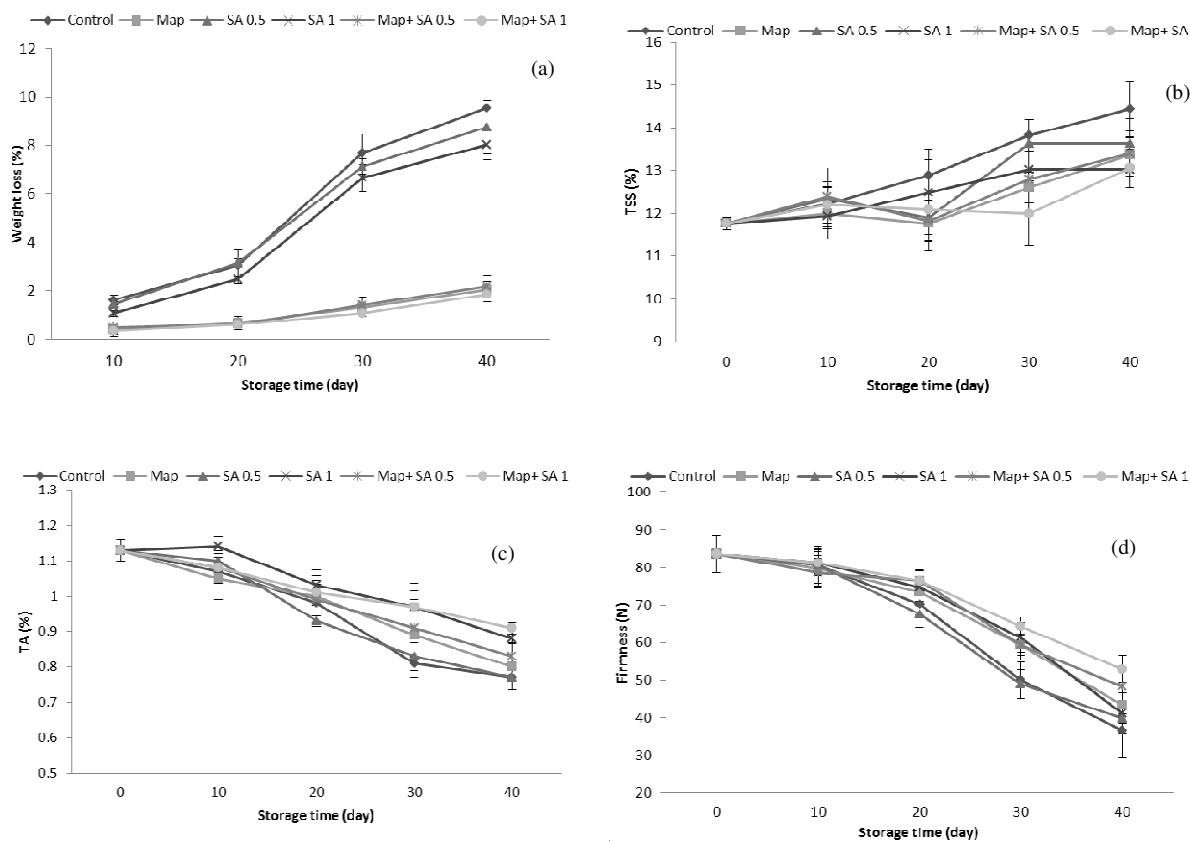 Control Map SA 0.5 SA 1 Map+ SA 0.5 Map+ SA 1
12
10
8
6
4
2
0
Weight loss (%)
(a)
10 20 30 40
Storage time (day)
Control Map SA 0.5 SA 1 Map+ SA 0.5 Map+ SA
16
15
14
13
12
11
10
9
TSS (%)
(b)
0 10 20 30 40
Storage time (day)
Control Map SA 0.5 SA 1 Map+ SA 0.5 Map+ SA 1
1.3
1.2
1.1
1
0.9
0.8
0.7
0.6
0.5
TA (%)
(c)
0 10 20 30 40
Storage time (day)
Control Map SA 0.5 SA 1 Map+ SA 0.5 Map+ SA 1
100
90
80
70
60
50
40
30
20
Firmness (N)
(d)
0 10 20 30 40
Storage time (day)